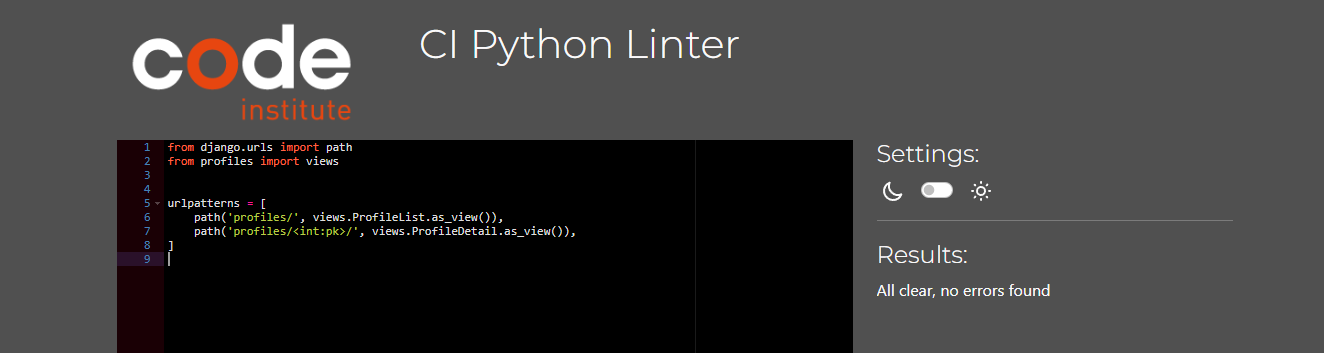 code
institute
CI Python Linter
1 from django.urls import path
2 from profiles import views
3
4
5 urlpatterns = [
6     path('profiles/', views.ProfileList.as_view()),
7     path('profiles/<int:pk>/', views.ProfileDetail.as_view()),
8 ]
9
Settings:
Results:
All clear, no errors found